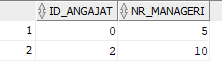 ID_ANGAJAT NR_MANAGERI
1 0 5
2 2 10